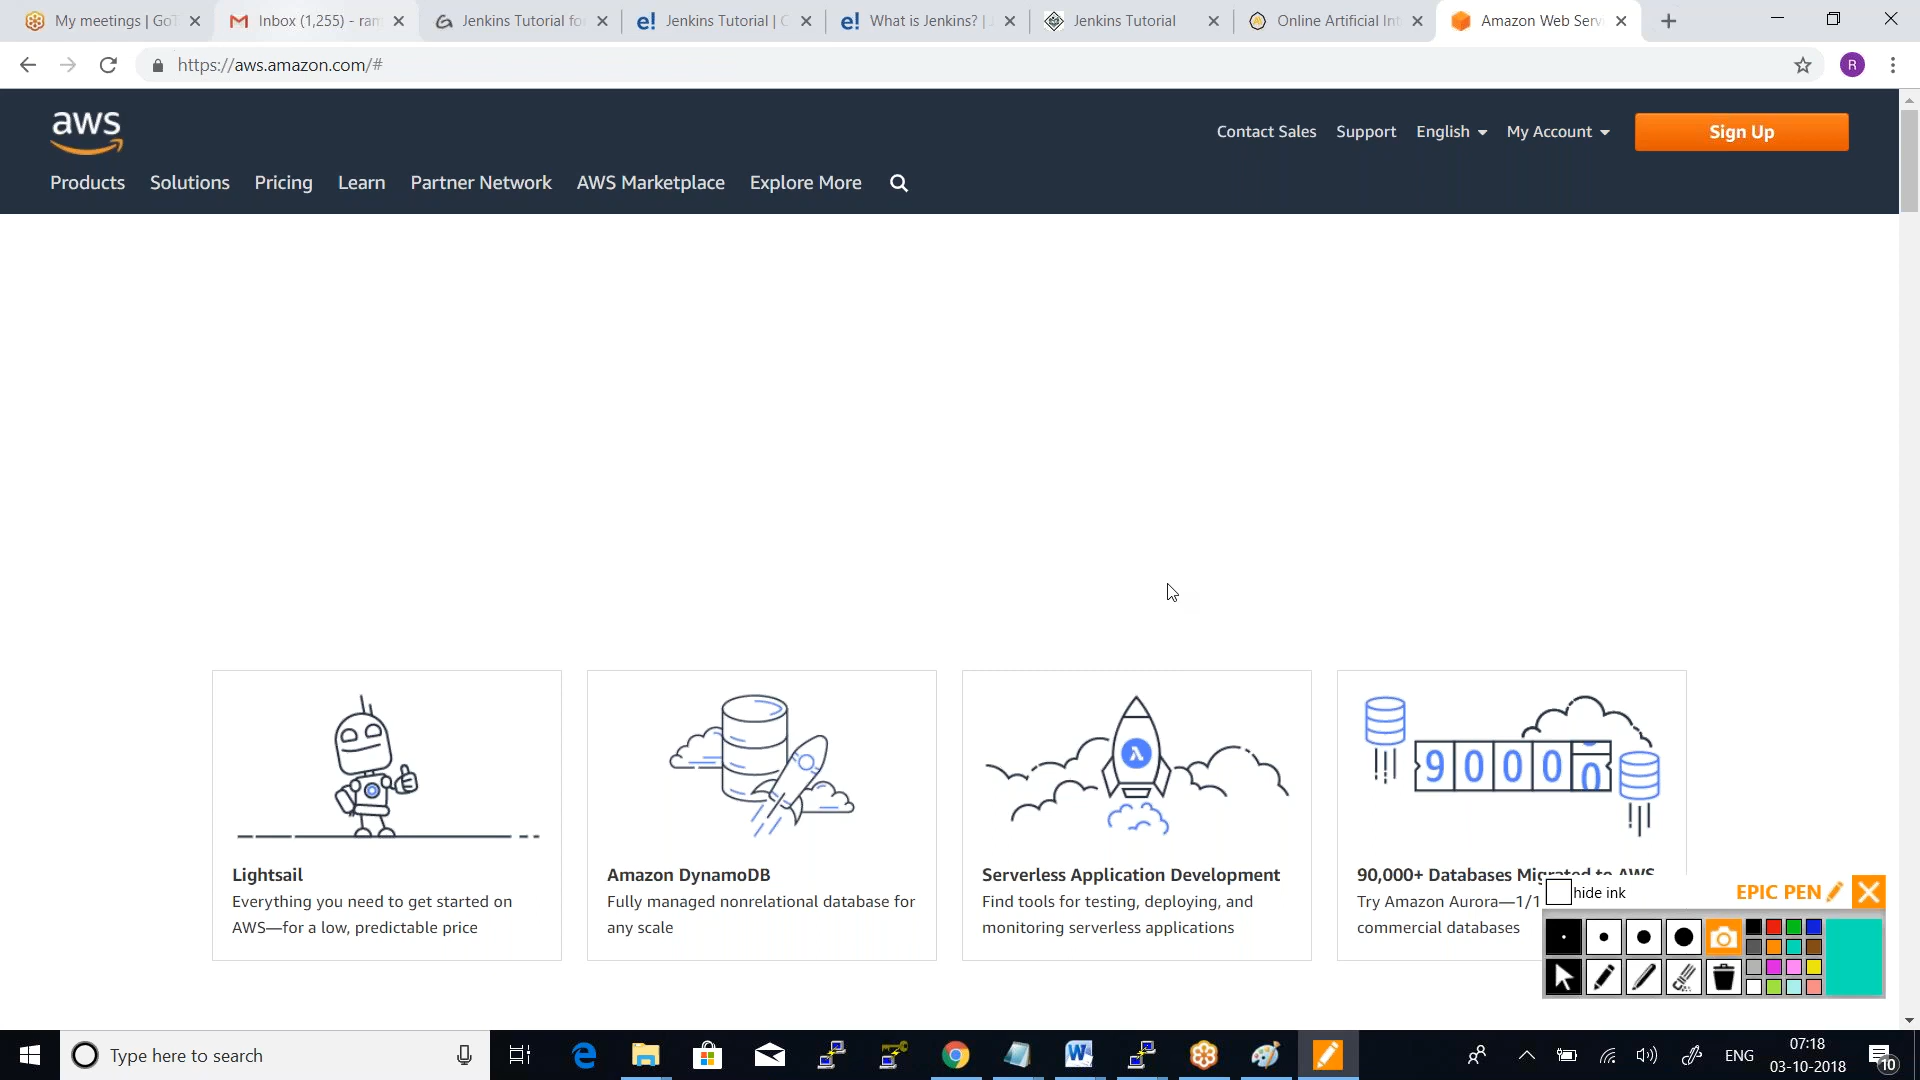 My meetings | GoT
Inbox (1,255) - ram
Jenkins Tutorial for
Jenkins Tutorial | C
What is Jenkins? |
Jenkins Tutorial
Online Artificial Int
Amazon Web Serv
https://aws.amazon.com/#
R
aws
Contact Sales
Support
English
My Account
Sign Up
Products
Solutions
Pricing
Learn
Partner Network
AWS Marketplace
Explore More
90000
Lightsail
Everything you need to get started on
AWS—for a low, predictable price
Amazon DynamoDB
Fully managed nonrelational database for
any scale
Serverless Application Development
Find tools for testing, deploying, and
monitoring serverless applications
90,000+ Databases Migrated to AWS
Try Amazon Aurora—1/1
commercial databases
hide ink
EPIC PEN
Type here to search
ENG
07:18
03-10-2018
10